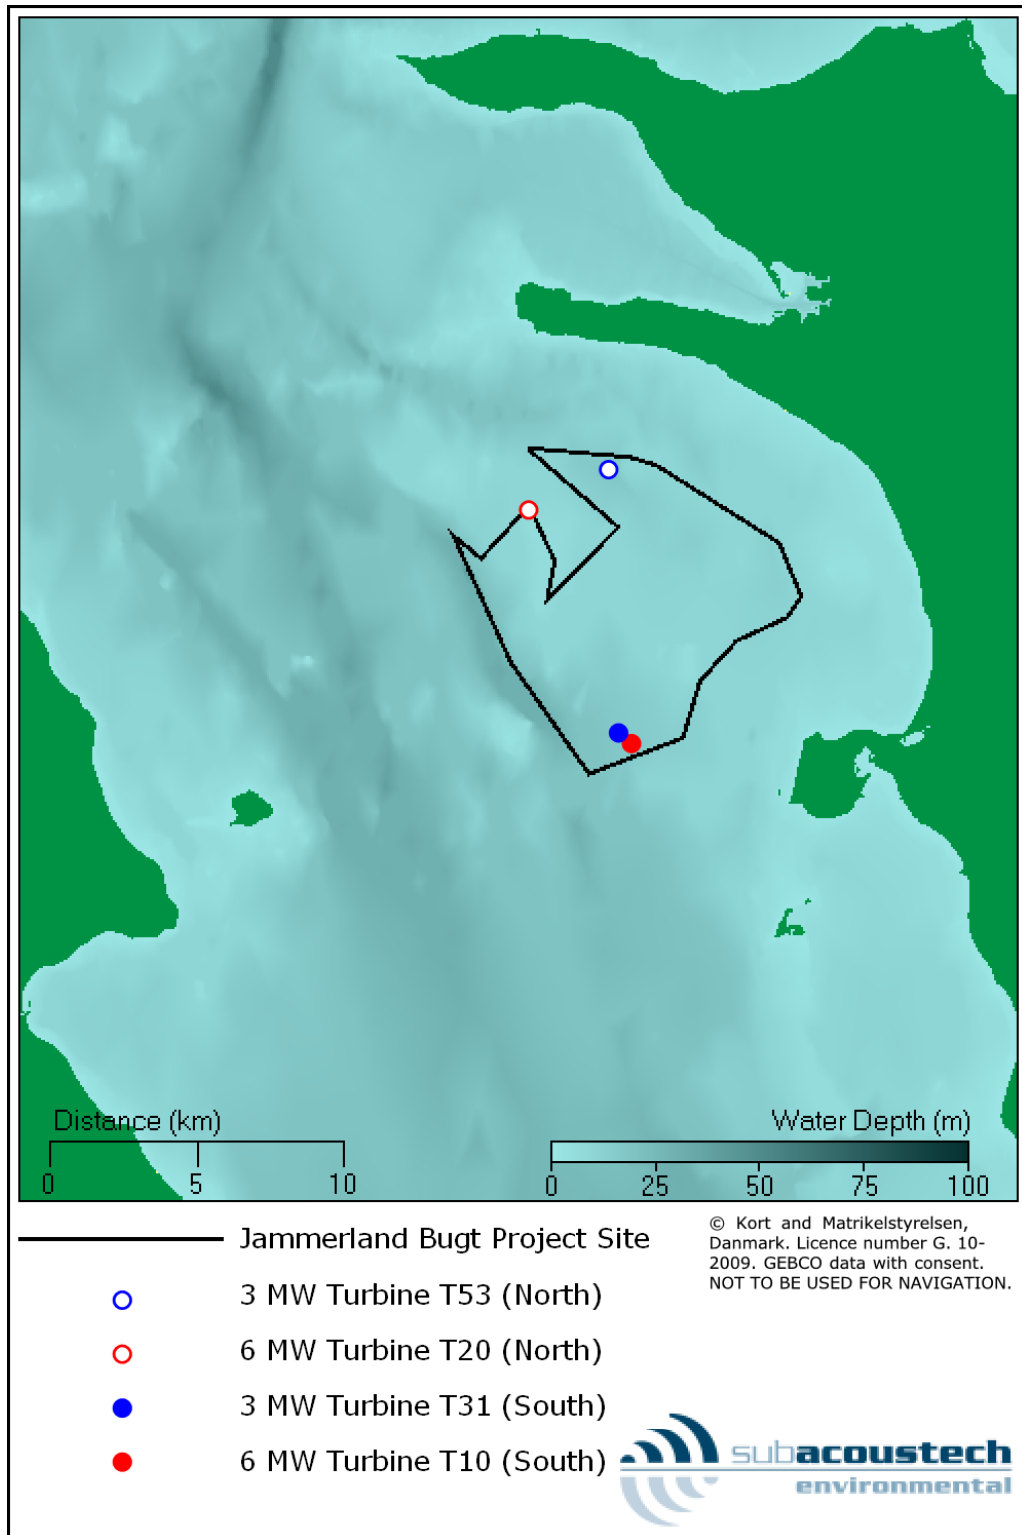 Distance (km)
0 5 10
Water Depth (m)
0 25 50 75 100
Jammerland Bugt Project Site
3 MW Turbine T53 (North)
6 MW Turbine T20 (North)
3 MW Turbine T31 (South)
6 MW Turbine T10 (South)
© Kort and Matrikelstyrelsen,
Danmark. Licence number G. 10-
2009. GEBCO data with consent.
NOT TO BE USED FOR NAVIGATION.
subacoustech
environmental